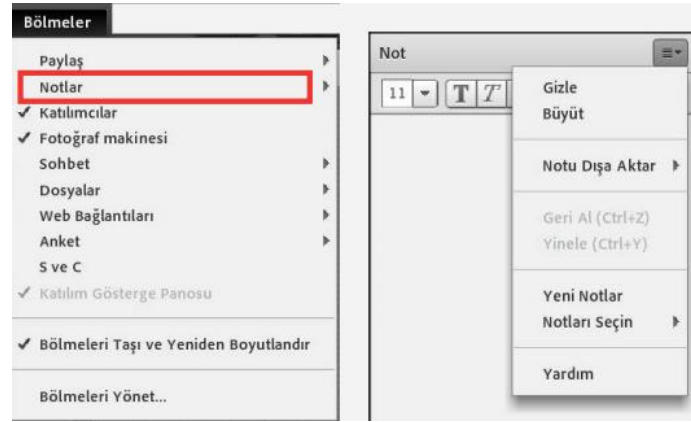 Bölmeler
Paylaş
Notlar
Katılımcılar
Fotoğraf makinesi
Sohbet
Dosyalar
Web Bağlantıları
Anket
S ve C
Katılım Gösterge Panosu
Bölmeleri Taşı ve Yeniden Boyutlandır
Bölmeleri Yönet...
Not
11 T T
Gizle
Büyüt
Notu Dışa Aktar
Geri Al (Ctrl+Z)
Yinele (Ctrl+Y)
Yeni Notlar
Notları Seçin
Yardım